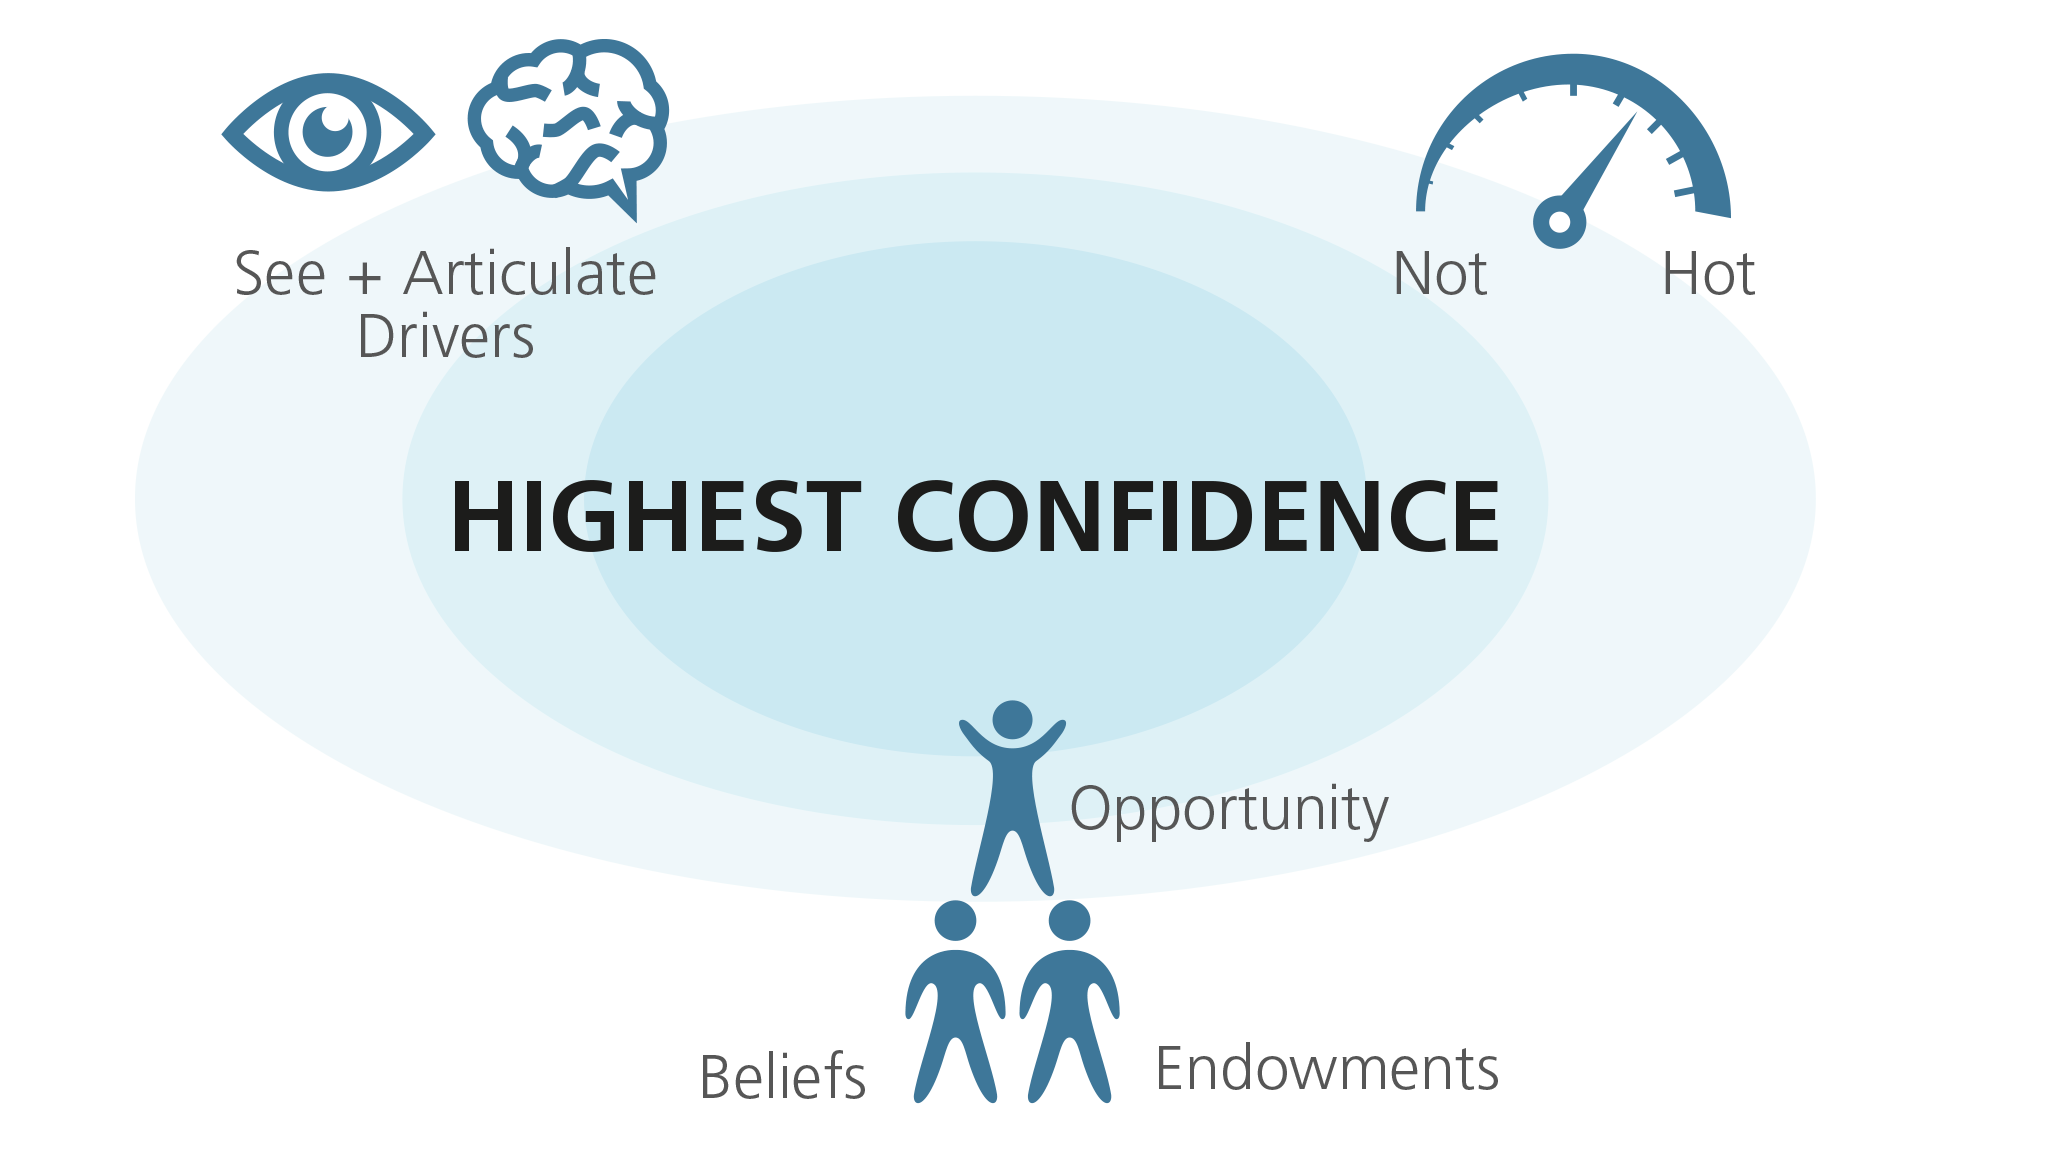 See + Articulate
Drivers
Not
Hot
HIGHEST CONFIDENCE
Opportunity
Beliefs
Endowments